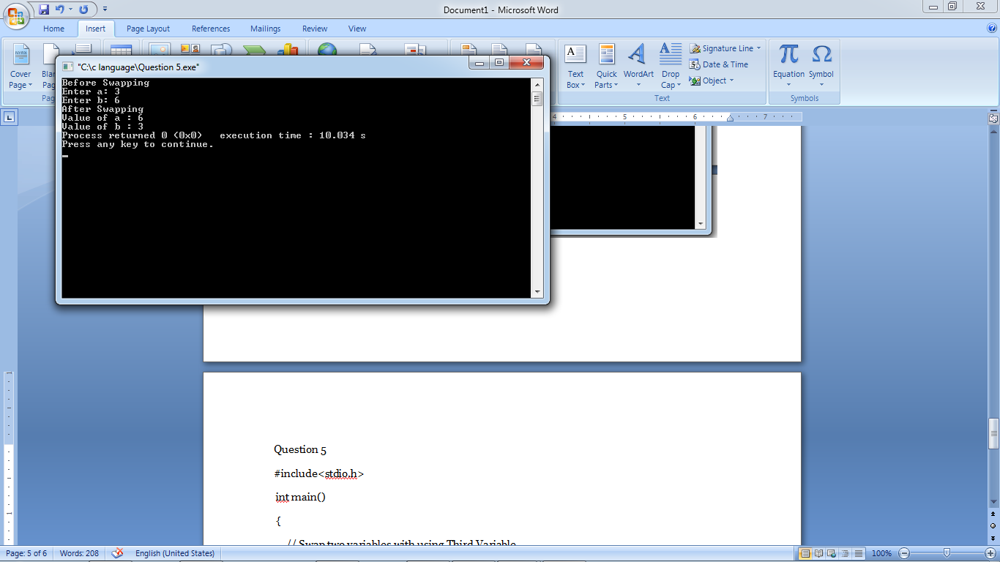 Document1 - Microsoft Word
Home Insert Page Layout References Mailings Review View
Cover Page
Text Box
Quick Parts
WordArt
Drop Cap
Signature Line
Date & Time
Object
Equation
Symbol
Text
Symbols
"C:\c language\Question 5.exe"
Before Swapping
Enter a: 3
Enter b: 6
After Swapping
Value of a : 6
Value of b : 3
Process returned 0 (0x0)   execution time : 10.034 s
Press any key to continue.
4 5 6 7
Question 5
#include<stdio.h>
int main()
{
// Swap two variables with using Third Variable
Page: 5 of 6 Words: 208 English (United States) 100%